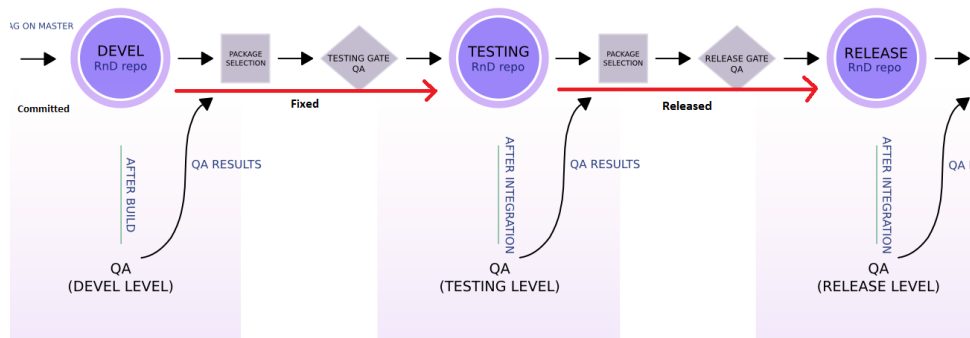 AG ON MASTER
DEVEL
RnD repo
PACKAGE
SELECTION
TESTING GATE
QA
TESTING
RnD repo
PACKAGE
SELECTION
RELEASE GATE
QA
RELEASE
RnD repo
Committed
Fixed
Released
AFTER BUILD
QA RESULTS
AFTER INTEGRATION
QA RESULTS
AFTER INTEGRATION
QA
QA
(DEVEL LEVEL)
QA
(TESTING LEVEL)
QA
(RELEASE LEVEL)